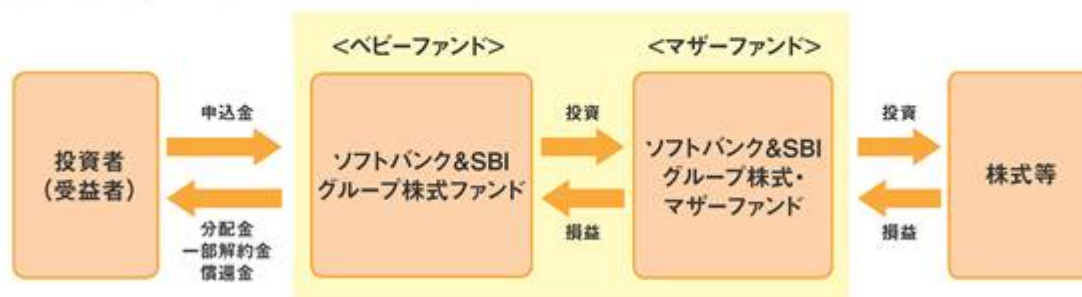 <ベビーファンド>
<マザーファンド>
投資者
(受益者)
申込金
分配金
一部解約金
償還金
ソフトバンク&SBI
グループ株式ファンド
投資
損益
ソフトバンク&SBI
グループ株式・
マザーファンド
投資
損益
株式等